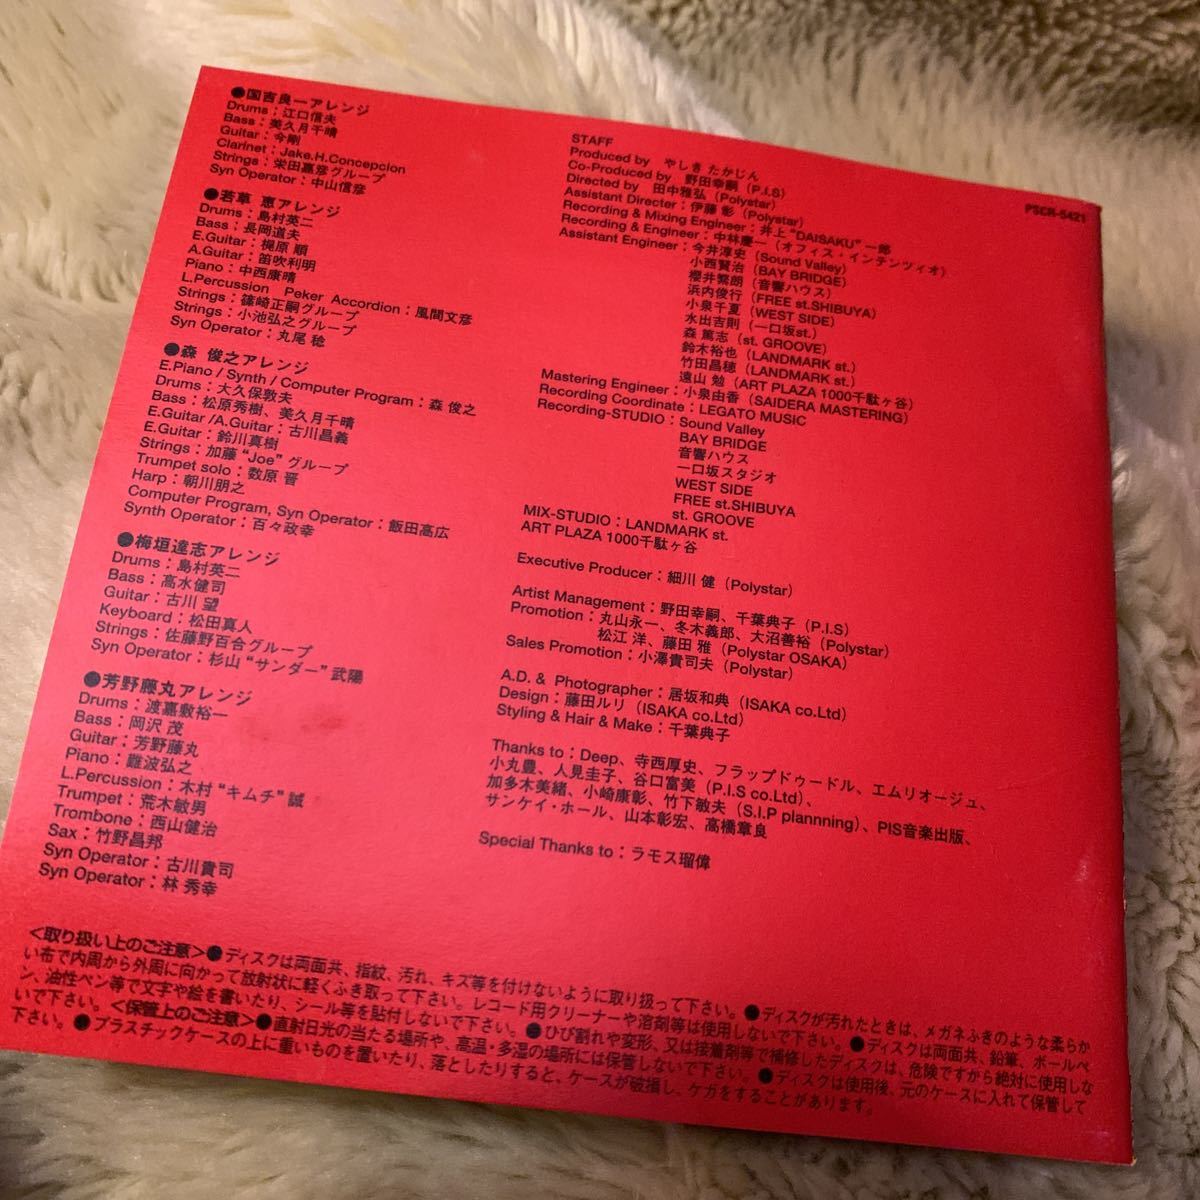 ●国吉良一アレンジ
Drums：江口信夫
Bass：美久月千晴
Guitar：今剛
Clarinet：Jake.H.Concepcion
Strings：栄田嘉彦グループ
Syn Operator：中山信彦
●若草 恵アレンジ
Drums：島村英二
Bass：長岡道夫
E.Guitar：梶原 順
A.Guitar：笛吹利明
Piano：中西康晴
L.Percussion Peker Accordion：風間文彦
Strings：篠崎正嗣グループ
Strings：小池弘之グループ
Syn Operator：丸尾 稔
●森 俊之アレンジ
E.Piano / Synth / Computer Program：森 俊之
Drums：大久保敦夫
Bass：松原秀樹、美久月千晴
E.Guitar /A.Guitar：古川昌義
E.Guitar：鈴川真樹
Strings：加藤“Joe”グループ
Trumpet solo：数原 晋
Harp：朝川朋之
Computer Program, Syn Operator：飯田高広
Synth Operator：百々政幸
●梅垣達志アレンジ
Drums：島村英二
Bass：高水健司
Guitar：古川 望
Keyboard：松田真人
Strings：佐藤野百合グループ
Syn Operator：杉山“サンダー”武陽
●芳野藤丸アレンジ
Drums：渡嘉敷裕一
Bass：岡沢 茂
Guitar：芳野藤丸
Piano：難波弘之
L.Percussion：木村“キムチ”誠
Trumpet：荒木敏男
Trombone：西山健治
Sax：竹野昌邦
Syn Operator：古川貴司
Syn Operator：林 秀幸
PSCR-5421
STAFF
Produced by やしき たかじん
Co-Produced by 野田幸嗣 (P.I.S)
Directed by 田中雅弘 (Polystar)
Assistant Directer：伊藤 彰 (Polystar)
Recording & Mixing Engineer：井上“DAISAKU”一郎
Recording & Engineer：中林慶一 (オフィス・インテンツィオ)
Assistant Engineer：今井淳史 (Sound Valley)
小西賢治 (BAY BRIDGE)
櫻井繁朗 (音響ハウス)
浜内俊行 (FREE st.SHIBUYA)
小泉千夏 (WEST SIDE)
水出吉則 (一口坂st.)
森 篤志 (st. GROOVE)
鈴木裕也 (LANDMARK st.)
竹田昌穂 (LANDMARK st.)
遠山 勉 (ART PLAZA 1000千駄ヶ谷)
Mastering Engineer：小泉由香 (SAIDERA MASTERING)
Recording Coordinate：LEGATO MUSIC
Recording-STUDIO：Sound Valley
BAY BRIDGE
音響ハウス
一口坂スタジオ
WEST SIDE
FREE st.SHIBUYA
st. GROOVE
MIX-STUDIO：LANDMARK st.
ART PLAZA 1000千駄ヶ谷
Executive Producer：細川 健 (Polystar)
Artist Management：野田幸嗣、千葉典子 (P.I.S)
Promotion：丸山永一、冬木義郎、大沼善裕 (Polystar)
松江 洋、藤田 雅 (Polystar OSAKA)
Sales Promotion：小澤貴司夫 (Polystar)
A.D. & Photographer：居坂和典 (ISAKA co.Ltd)
Design：藤田ルリ (ISAKA co.Ltd)
Styling & Hair & Make：千葉典子
Thanks to：Deep、寺西厚史、フラップドゥードル、エムリオージュ、
小丸豊、人見圭子、谷口富美 (P.I.S co.Ltd)、
加多木美緒、小崎康彰、竹下敏夫 (S.I.P plannning)、PIS音楽出版、
サンケイ・ホール、山本彰宏、高橋章良
Special Thanks to：ラモス瑠偉
<取り扱い上のご注意>●ディスクは両面共、指紋、汚れ、キズ等を付けないように取り扱って下さい。●ディスクが汚れたときは、メガネふきのような柔らか
い布で内周から外周に向かって放射状に軽くふき取って下さい。レコード用クリーナーや溶剤等は使用しないで下さい。●ディスクは両面共、鉛筆、ボールペ
ン、油性ペン等で文字や絵を書いたり、シール等を貼付しないで下さい。●ひび割れや変形、又は接着剤等で補修したディスクは、危険ですから絶対に使用しな
いで下さい。<保管上のご注意>●直射日光の当たる場所や、高温・多湿の場所には保管しないで下さい。●ディスクは使用後、元のケースに入れて保管して
下さい。●プラスチックケースの上に重いものを置いたり、落としたりすると、ケースが破損し、ケガをすることがあります。